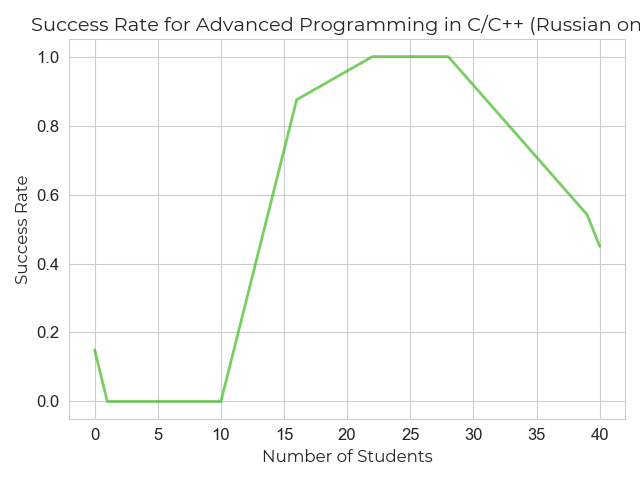 Success Rate for Advanced Programming in C/C++ (Russian on
1.0
0.8
0.6
0.4
0.2
0.0
Success Rate
0 5 10 15 20 25 30 35 40
Number of Students